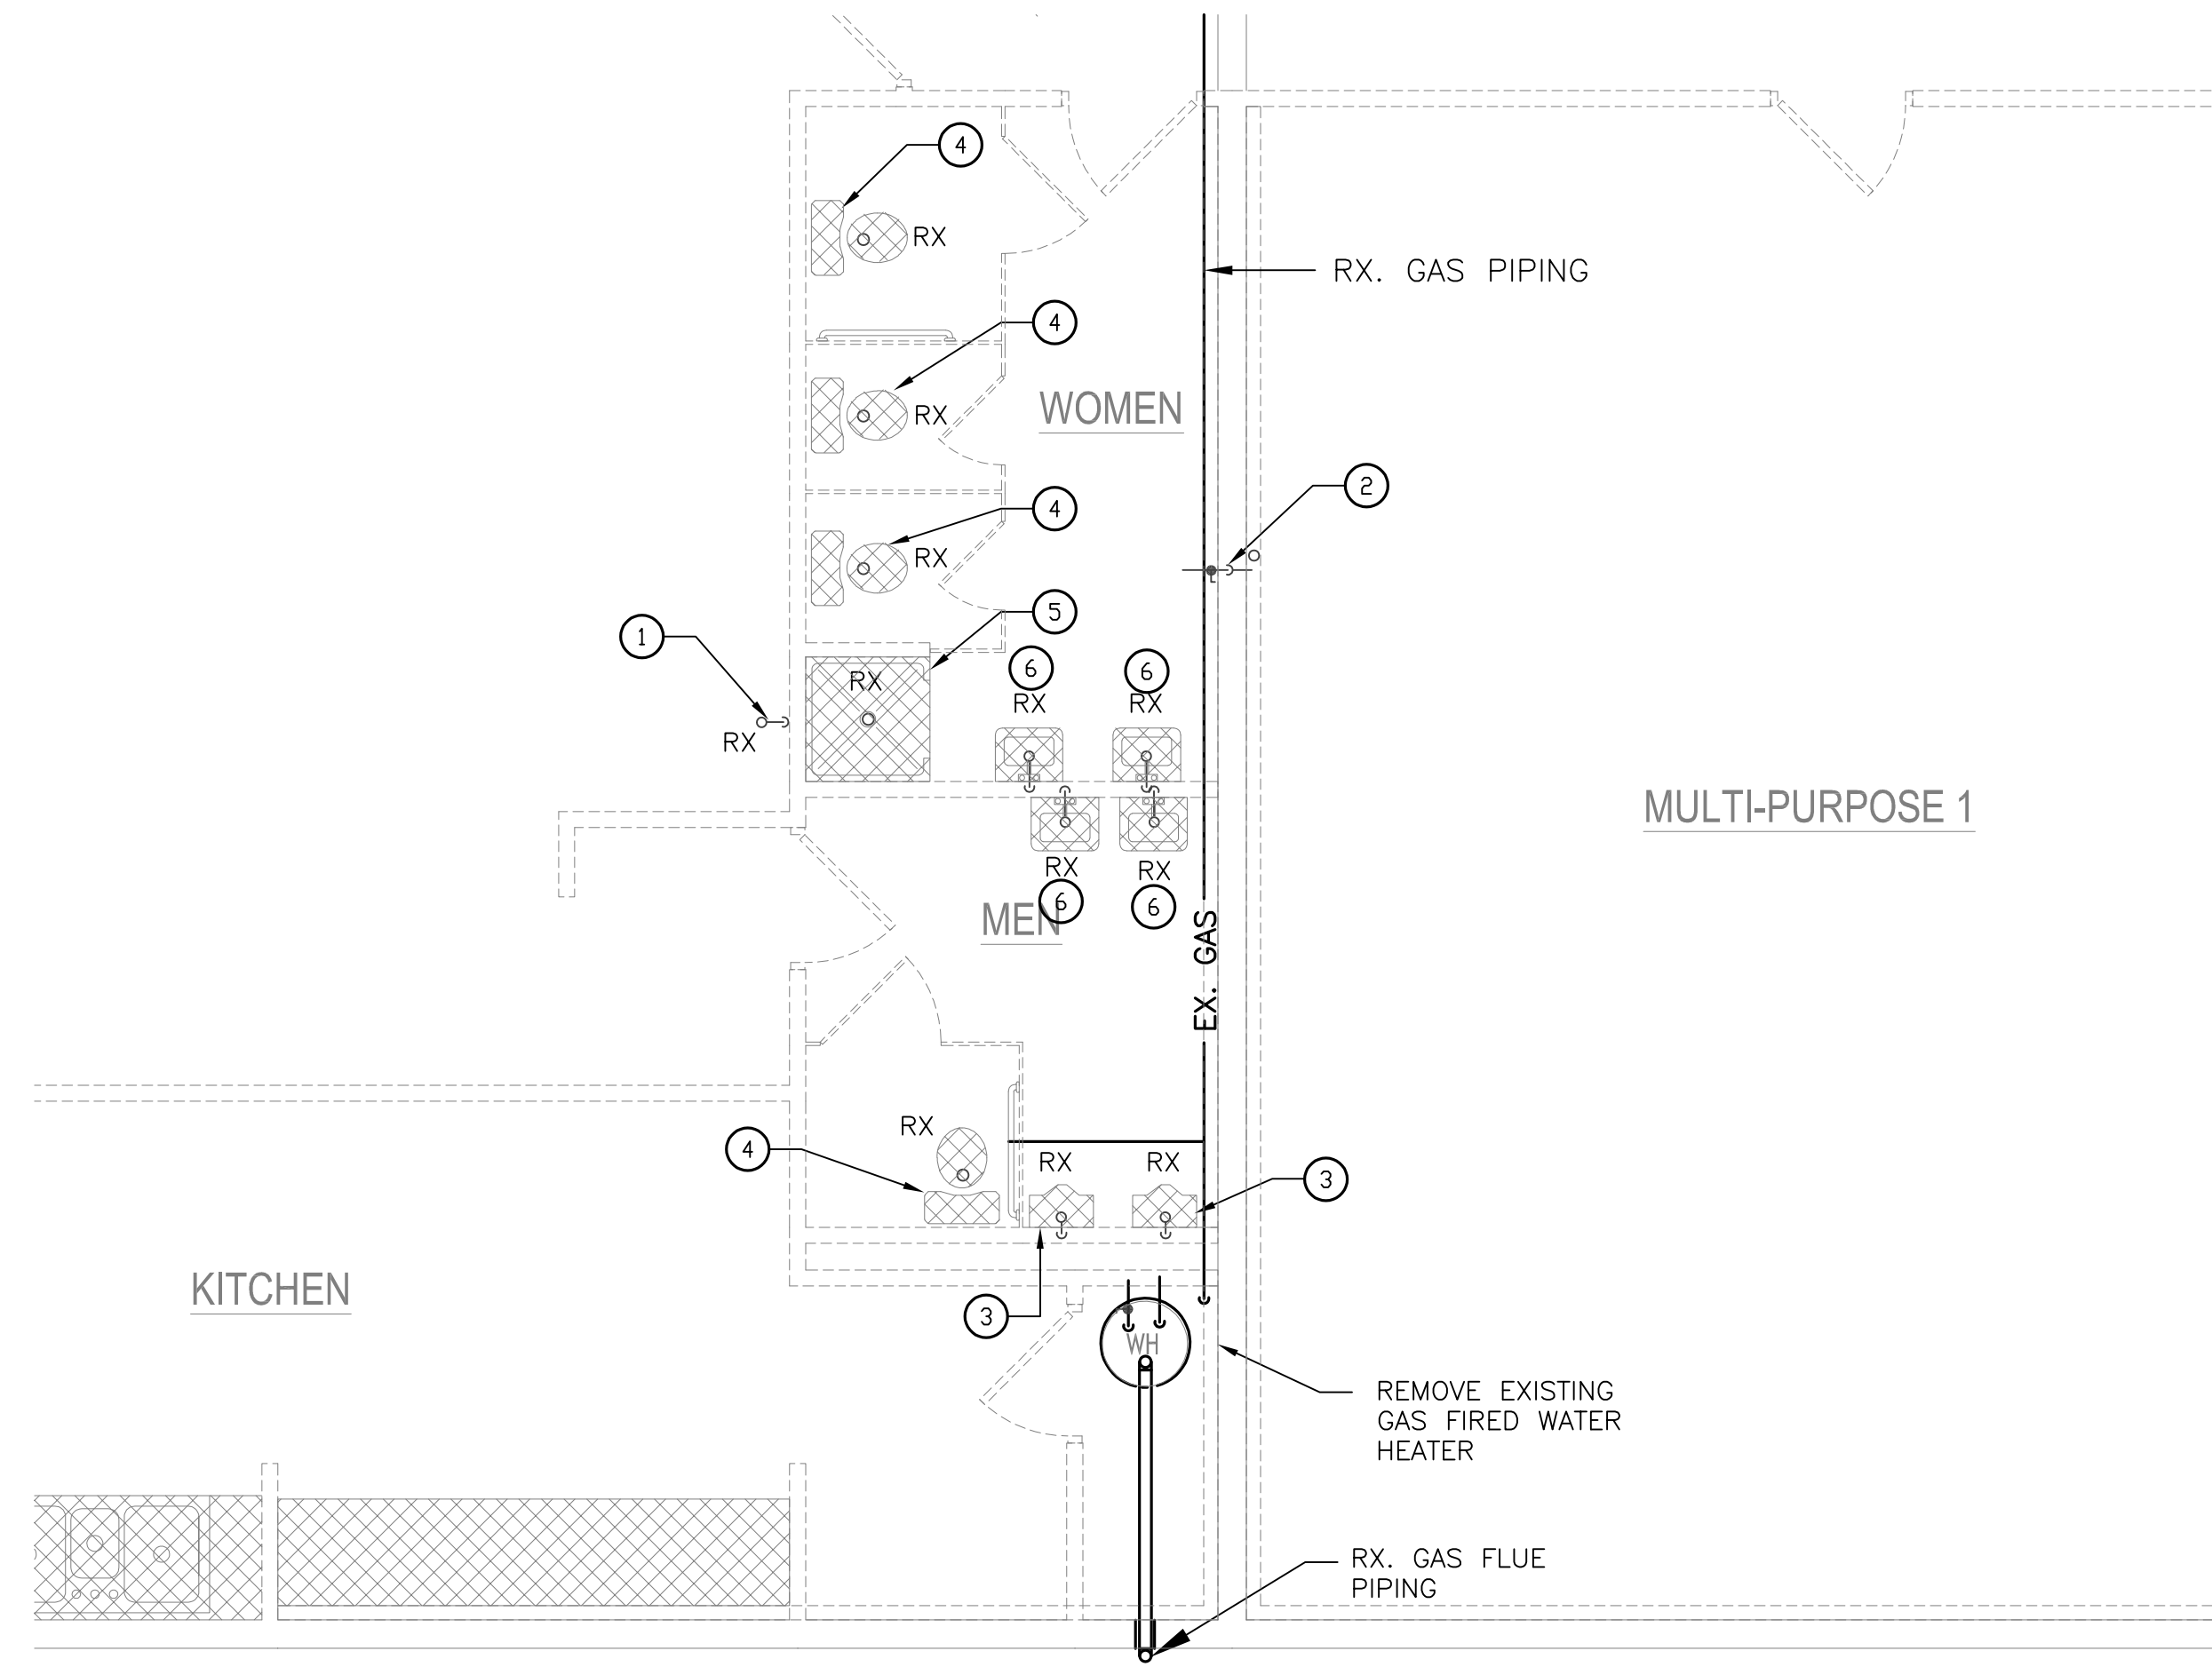 4
RX
RX. GAS PIPING
4
WOMEN
RX
2
4
RX
5
1
6
6
RX
RX
RX
RX
MULTI-PURPOSE 1
RX
RX
6
6
MEN
EX. GAS
RX
4
RX
RX
3
KITCHEN
3
WH
REMOVE EXISTING
GAS FIRED WATER
HEATER
RX. GAS FLUE
PIPING